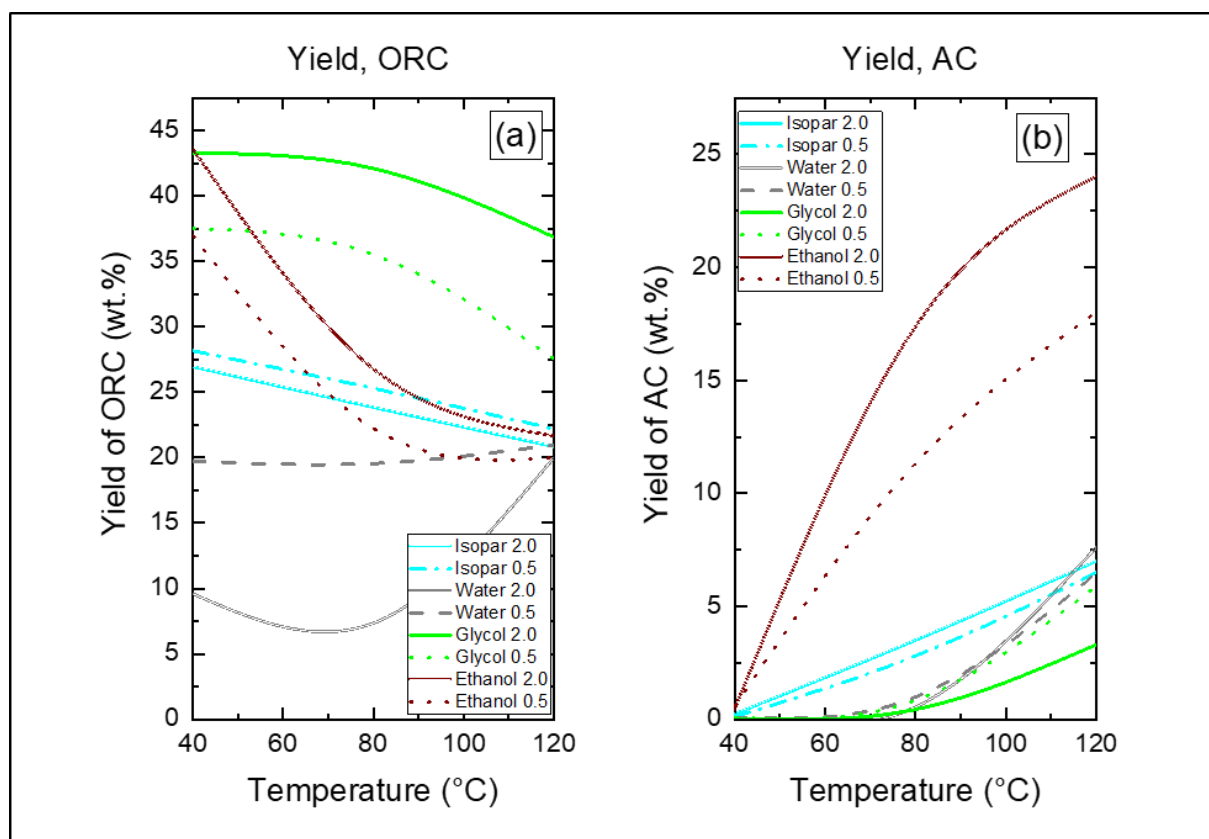 Yield, ORC
(a)
Yield of ORC (wt.%)
45
40
35
30
25
20
15
10
5
0
Isopar 2.0
Isopar 0.5
Water 2.0
Water 0.5
Glycol 2.0
Glycol 0.5
Ethanol 2.0
Ethanol 0.5
40 60 80 100 120
Temperature (°C)
Yield, AC
(b)
Isopar 2.0
Isopar 0.5
Water 2.0
Water 0.5
Glycol 2.0
Glycol 0.5
Ethanol 2.0
Ethanol 0.5
Yield of AC (wt.%)
25
20
15
10
5
0
40 60 80 100 120
Temperature (°C)